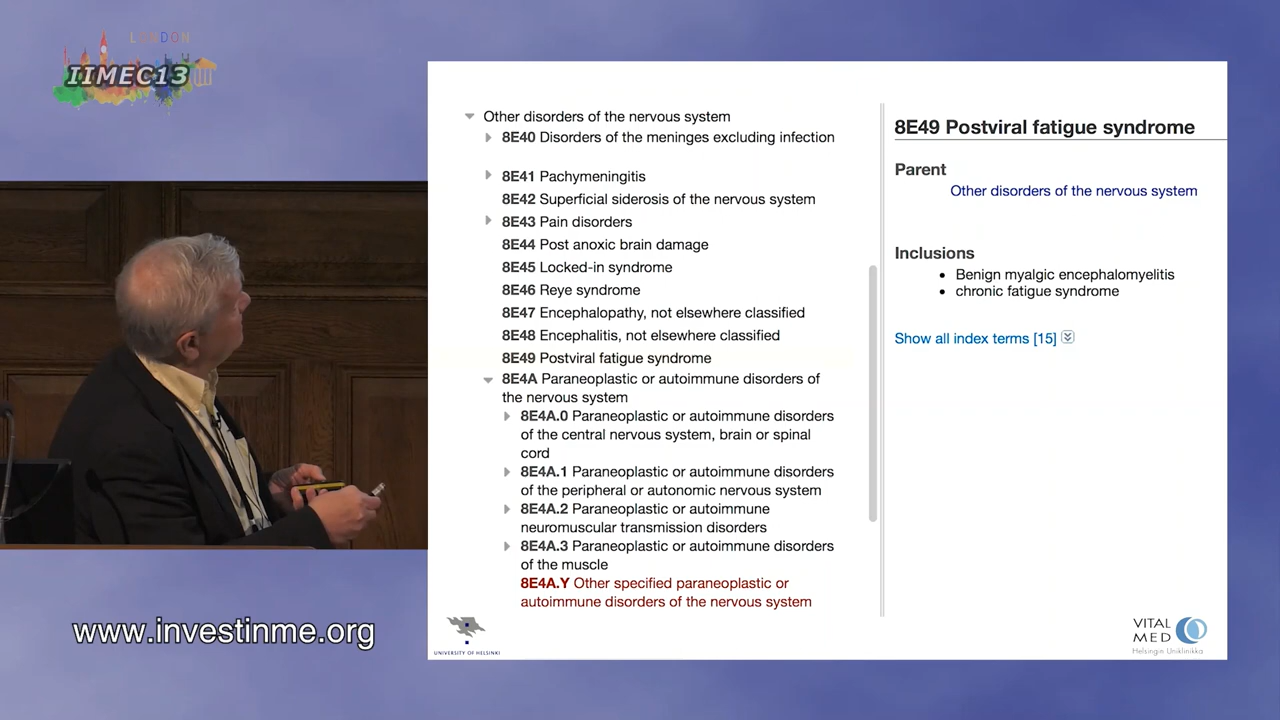 LONDON
IIMEC13
www.investinme.org
Other disorders of the nervous system
8E40 Disorders of the meninges excluding infection
8E41 Pachymeningitis
8E42 Superficial siderosis of the nervous system
8E43 Pain disorders
8E44 Post anoxic brain damage
8E45 Locked-in syndrome
8E46 Reye syndrome
8E47 Encephalopathy, not elsewhere classified
8E48 Encephalitis, not elsewhere classified
8E49 Postviral fatigue syndrome
8E4A Paraneoplastic or autoimmune disorders of
the nervous system
8E4A.0 Paraneoplastic or autoimmune disorders
of the central nervous system, brain or spinal
cord
8E4A.1 Paraneoplastic or autoimmune disorders
of the peripheral or autonomic nervous system
8E4A.2 Paraneoplastic or autoimmune
neuromuscular transmission disorders
8E4A.3 Paraneoplastic or autoimmune disorders
of the muscle
8E4A.Y Other specified paraneoplastic or
autoimmune disorders of the nervous system
UNIVERSITY OF HELSINKI
8E49 Postviral fatigue syndrome
Parent
Other disorders of the nervous system
Inclusions
• Benign myalgic encephalomyelitis
• chronic fatigue syndrome
Show all index terms [15]
VITAL
MED
Helsingin Uniklinikka